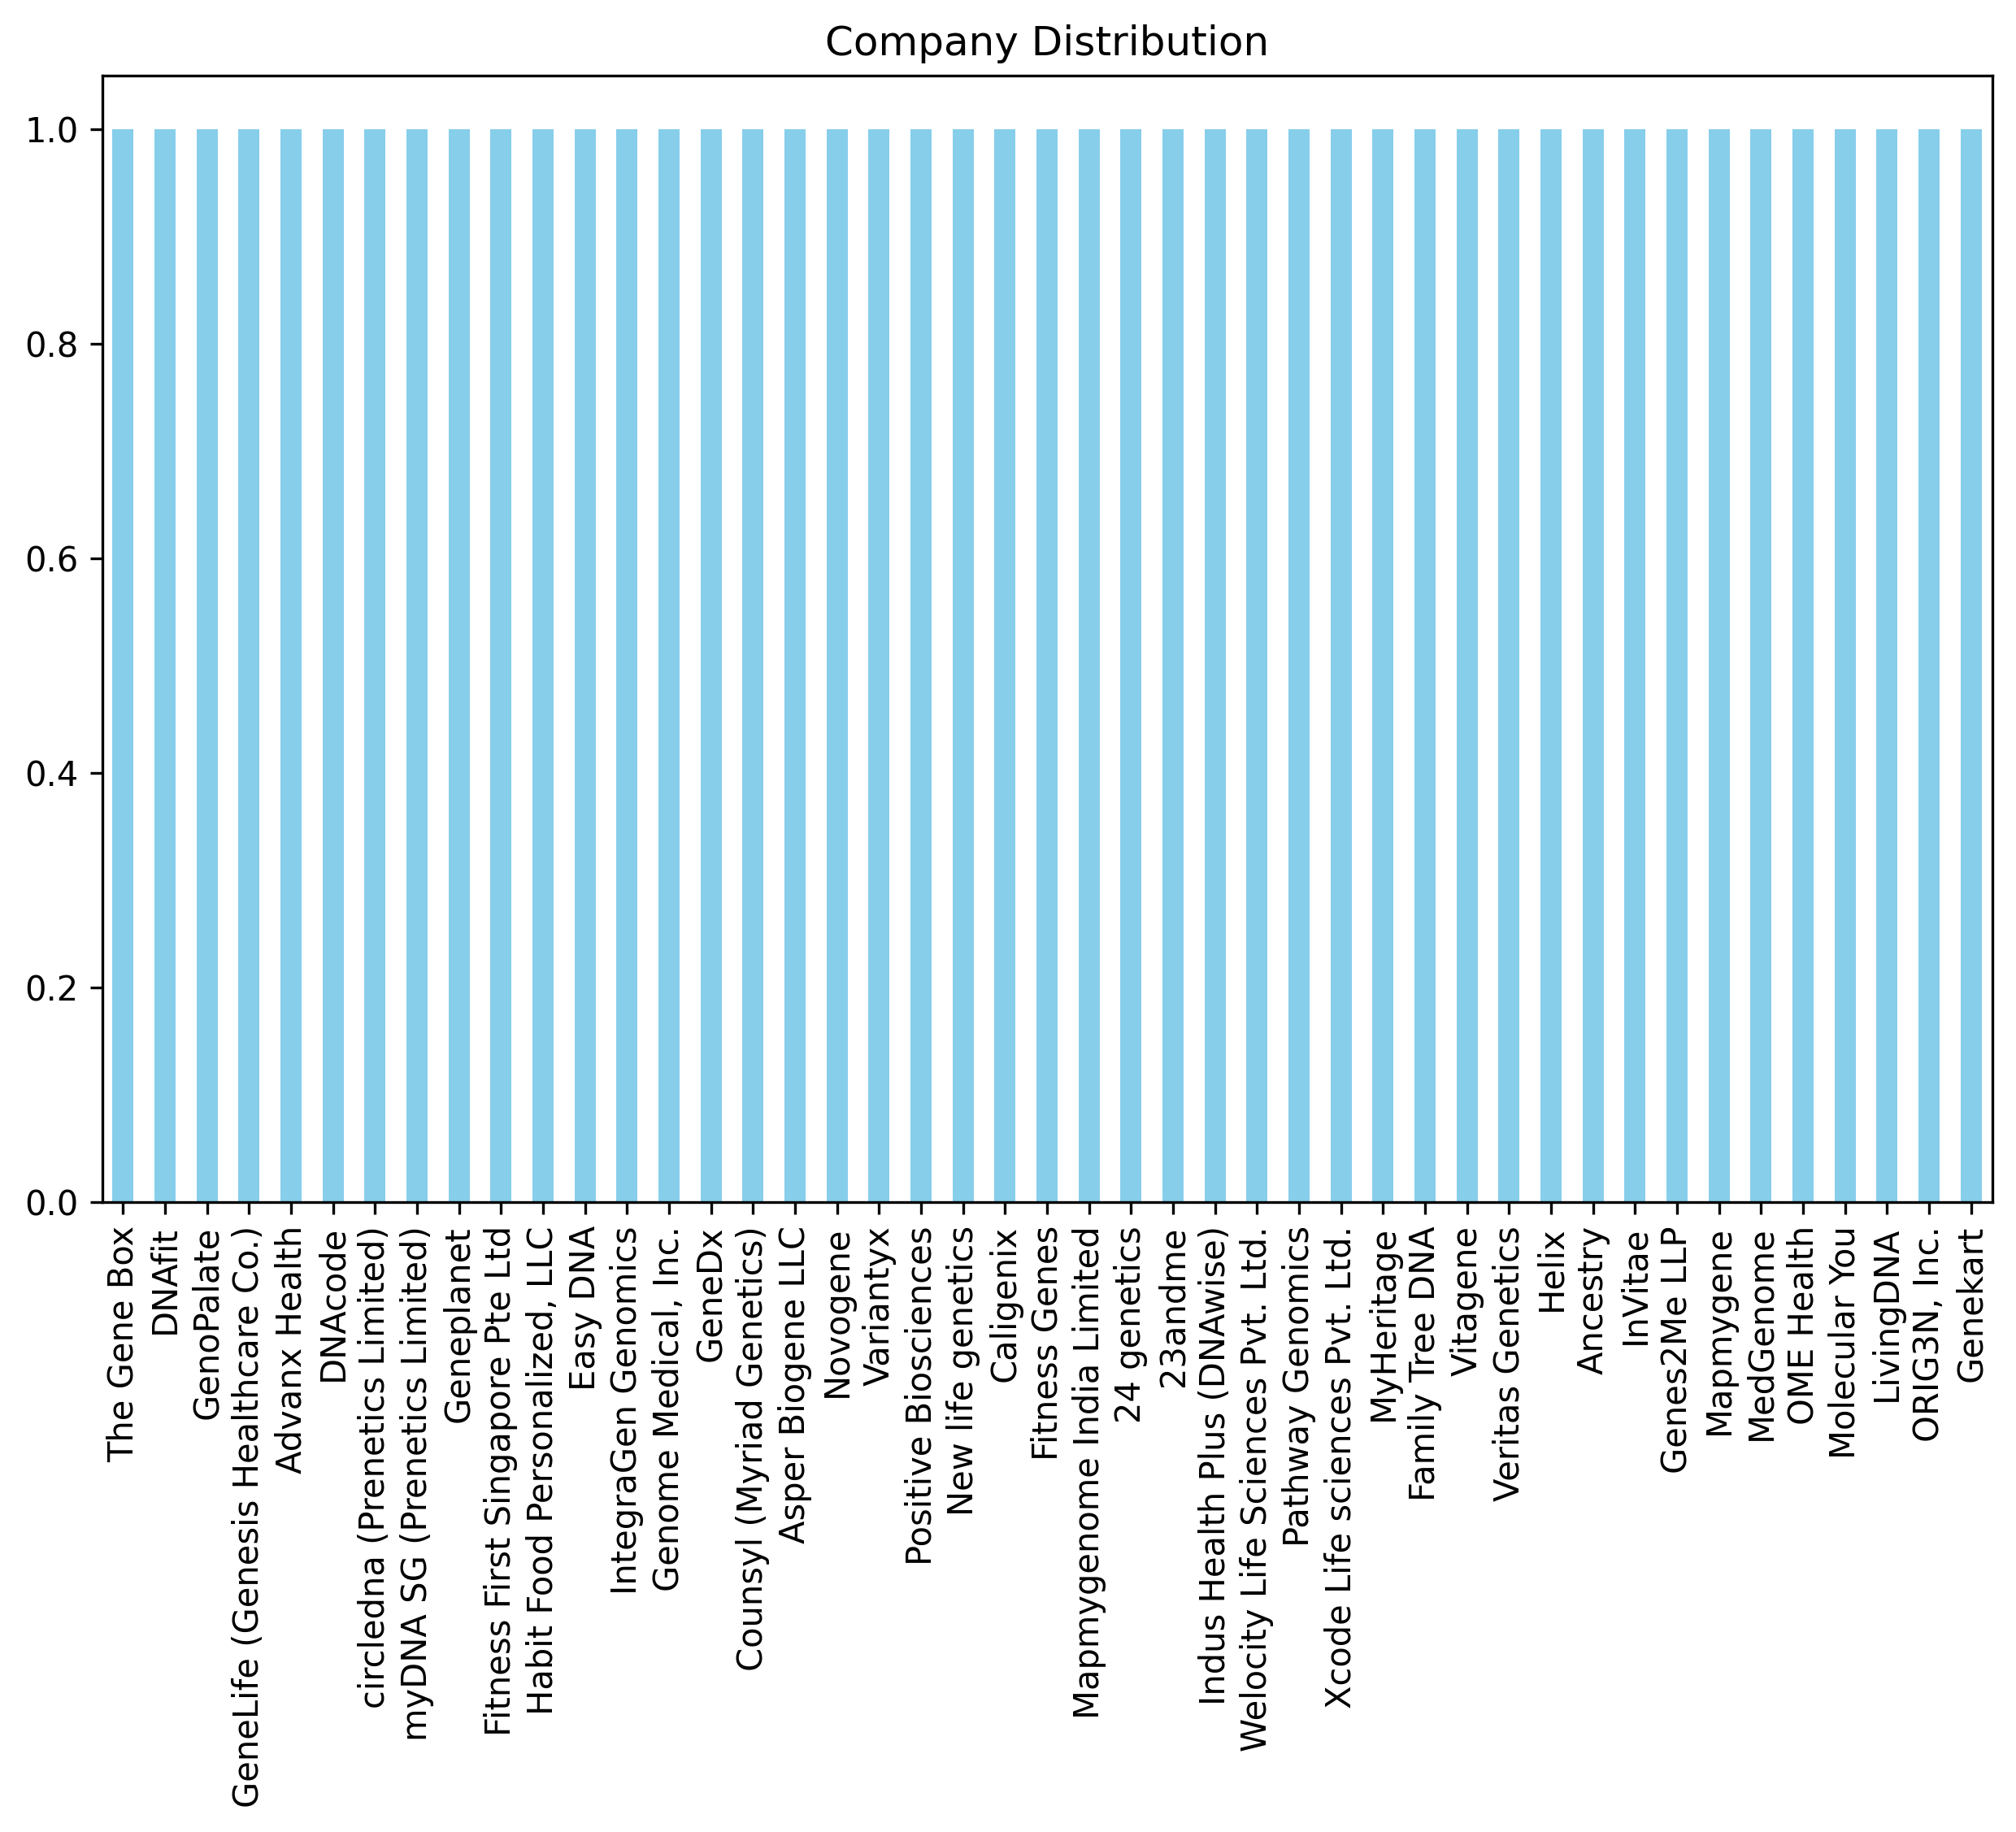 Company Distribution
1.0
0.8
0.6
0.4
0.2
0.0
The Gene Box
DNAfit
GenoPalate
GeneLife (Genesis Healthcare Co.)
Advanx Health
DNAcode
circledna (Prenetics Limited)
myDNA SG (Prenetics Limited)
Geneplanet
Fitness First Singapore Pte Ltd
Habit Food Personalized, LLC
Easy DNA
IntegraGen Genomics
Genome Medical, Inc.
GeneDx
Counsyl (Myriad Genetics)
Asper Biogene LLC
Novogene
Variantyx
Positive Biosciences
New life genetics
Caligenix
Fitness Genes
Mapmygenome India Limited
24 genetics
23andme
Indus Health Plus (DNAwise)
Welocity Life Sciences Pvt. Ltd.
Pathway Genomics
Xcode Life sciences Pvt. Ltd.
MyHeritage
Family Tree DNA
Vitagene
Veritas Genetics
Helix
Ancestry
InVitae
Genes2Me LLP
Mapmygene
MedGenome
OME Health
Molecular You
LivingDNA
ORIG3N, Inc.
Genekart